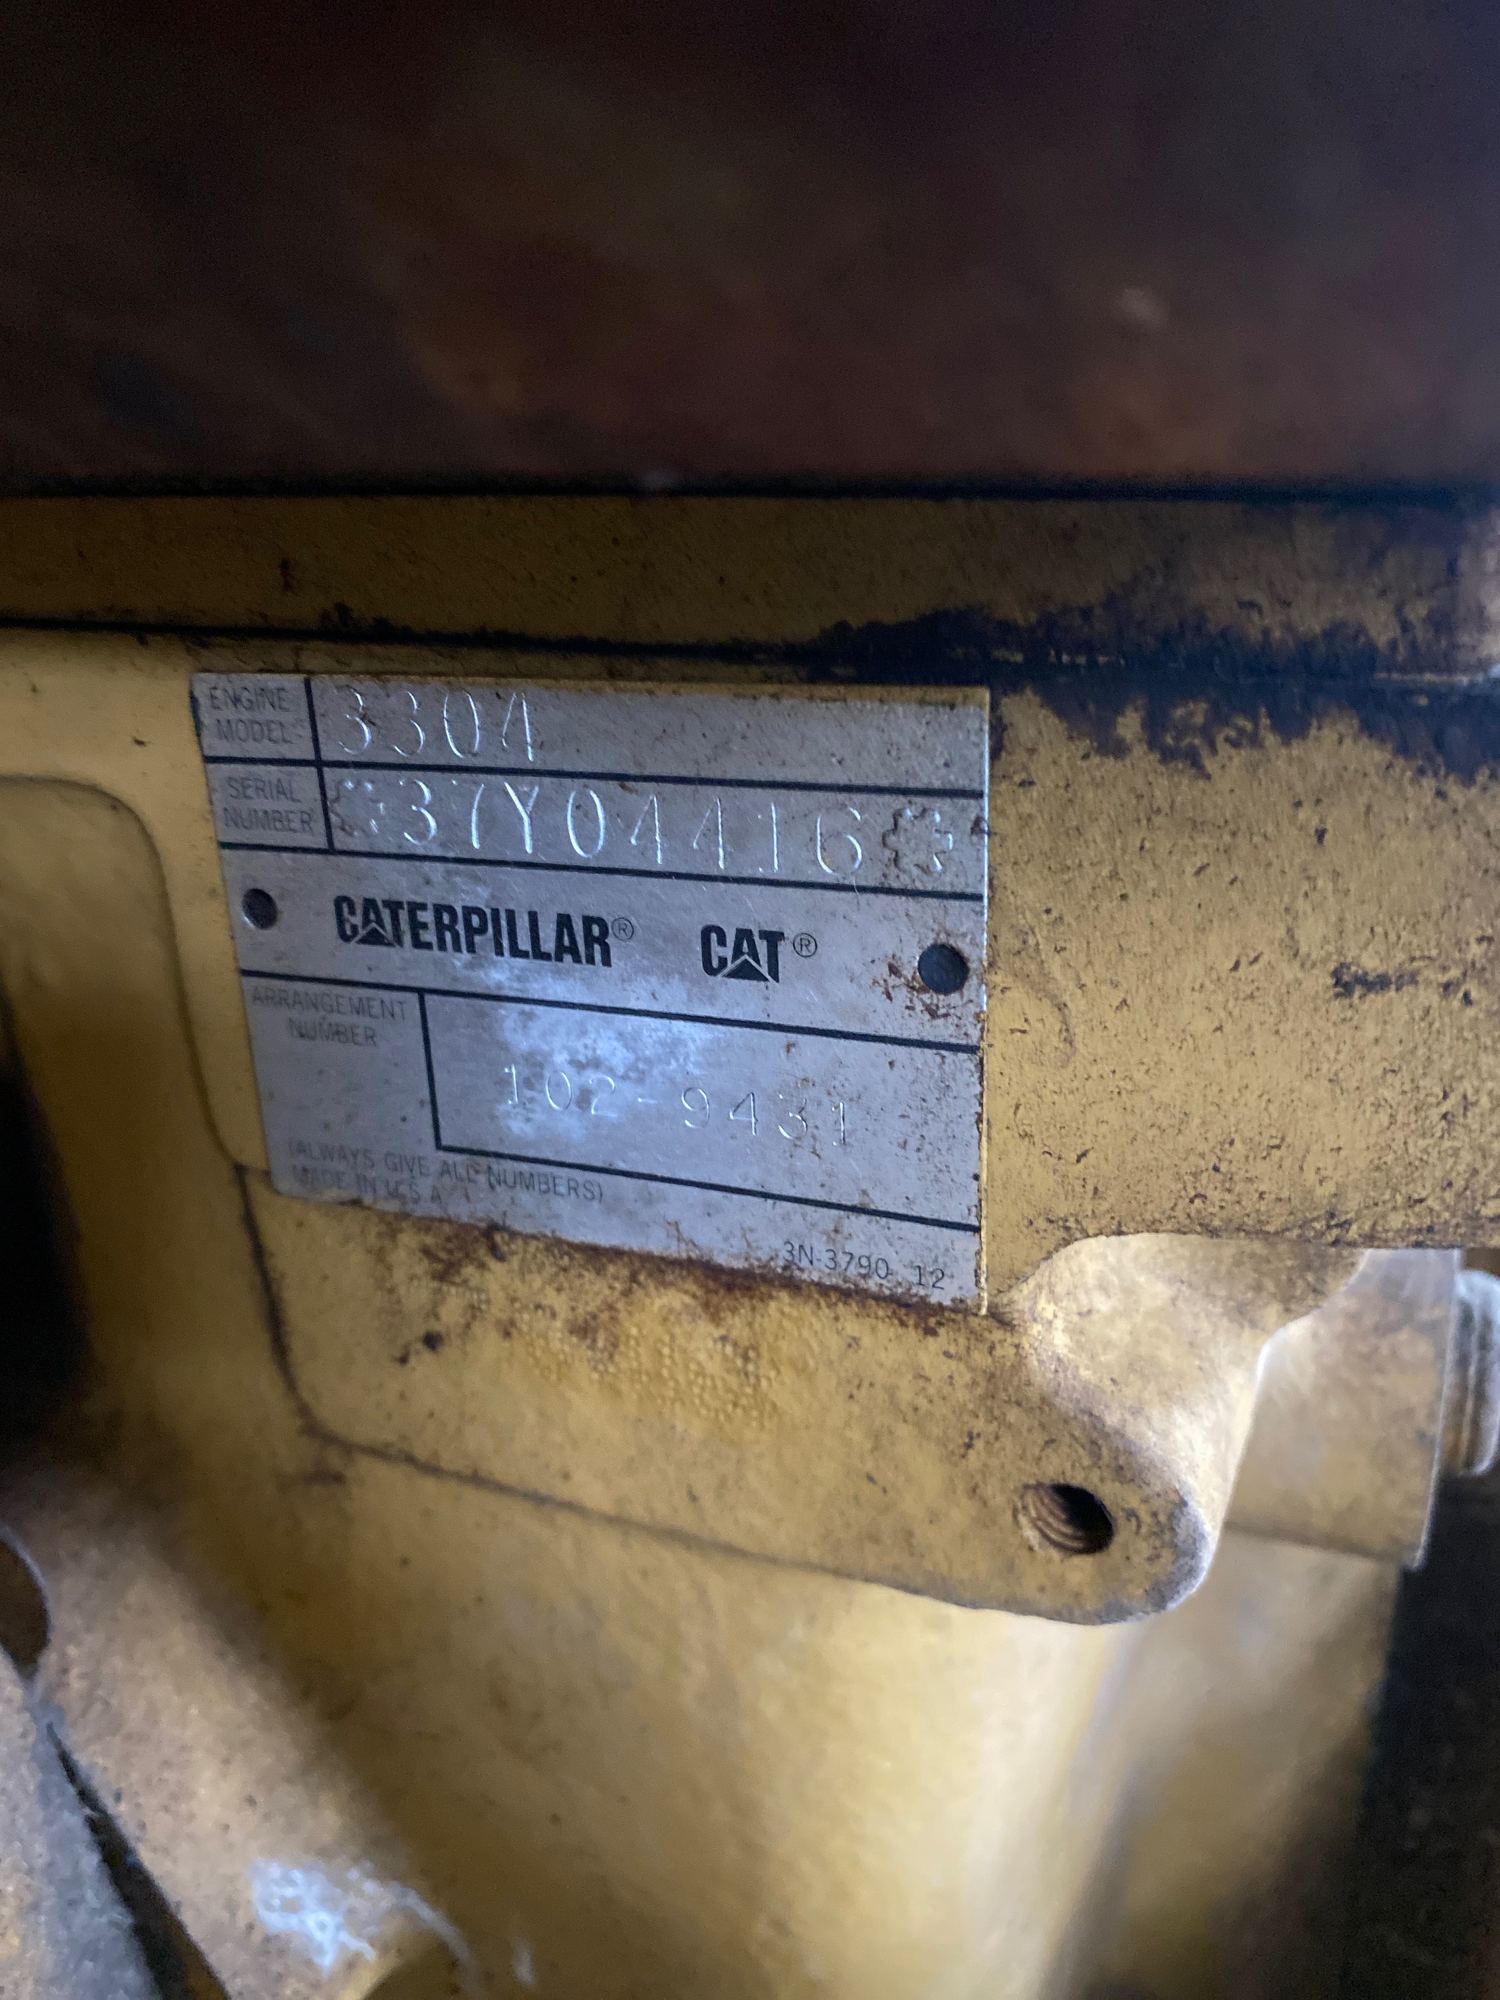 ENGINE MODEL 3304
SERIAL NUMBER 37Y04416
CATERPILLAR® CAT®
ARRANGEMENT NUMBER
102-9431
(ALWAYS GIVE ALL NUMBERS)
MADE IN U.S.A.
3N-3790 12